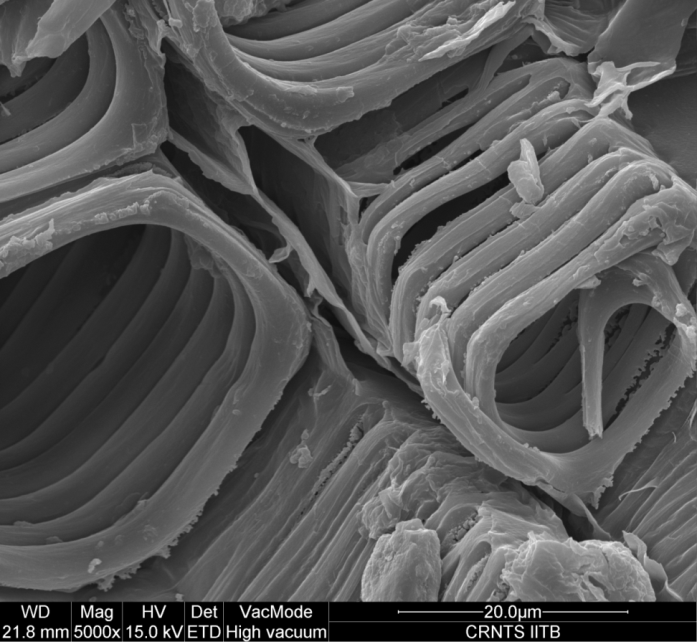 WD Mag HV Det VacMode 20.0µm
21.8 mm 5000x 15.0 kV ETD High vacuum CRNTS IITB